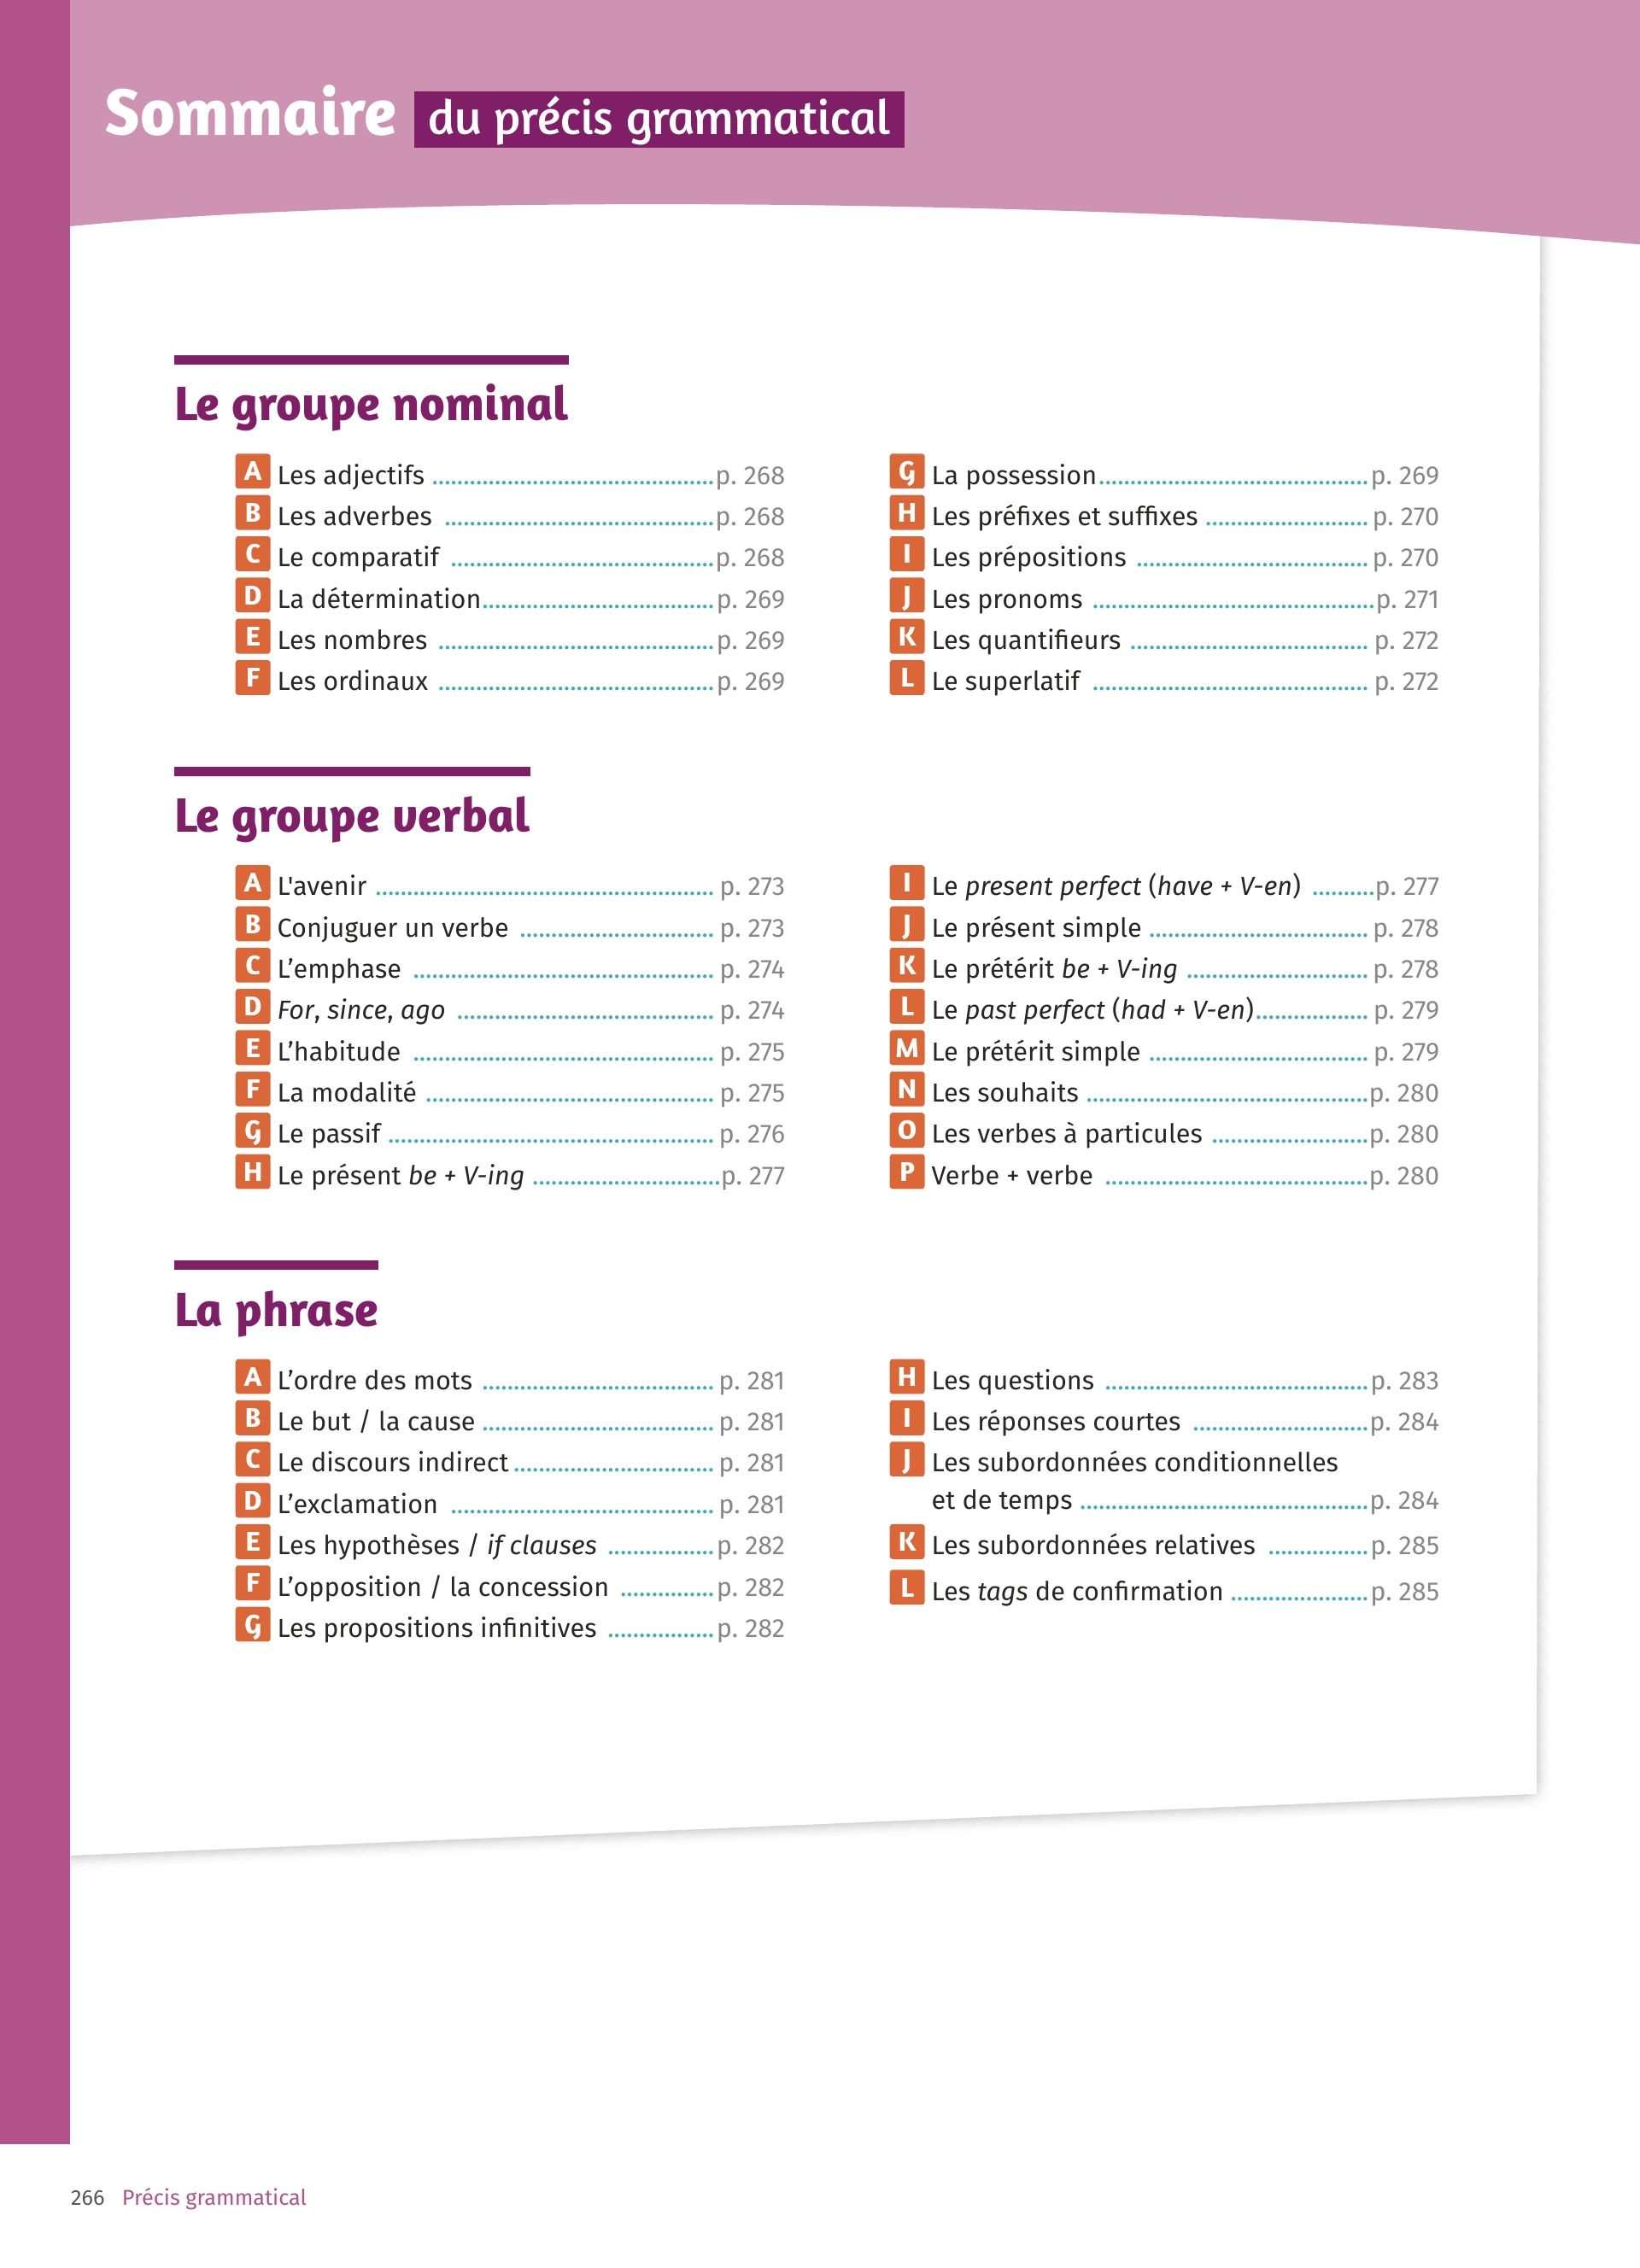 Sommaire du précis grammatical
Le groupe nominal
A Les adjectifs ............................................. p. 268
B Les adverbes ........................................... p. 268
C Le comparatif .......................................... p. 268
D La détermination..................................... p. 269
E Les nombres ............................................ p. 269
F Les ordinaux ............................................ p. 269
G La possession........................................... p. 269
H Les préfixes et suffixes .......................... p. 270
I Les prépositions ..................................... p. 270
J Les pronoms ............................................. p. 271
K Les quantifieurs ...................................... p. 272
L Le superlatif ............................................ p. 272
Le groupe verbal
A L'avenir ...................................................... p. 273
B Conjuguer un verbe ............................... p. 273
C L’emphase ................................................ p. 274
D For, since, ago ......................................... p. 274
E L’habitude ................................................ p. 275
F La modalité .............................................. p. 275
G Le passif .................................................... p. 276
H Le présent be + V-ing .............................. p. 277
I Le present perfect (have + V-en) .......... p. 277
J Le présent simple ................................... p. 278
K Le prétérit be + V-ing ............................. p. 278
L Le past perfect (had + V-en).................. p. 279
M Le prétérit simple ................................... p. 279
N Les souhaits ............................................. p. 280
O Les verbes à particules ......................... p. 280
P Verbe + verbe .......................................... p. 280
La phrase
A L’ordre des mots ..................................... p. 281
B Le but / la cause ..................................... p. 281
C Le discours indirect................................ p. 281
D L’exclamation .......................................... p. 281
E Les hypothèses / if clauses ................. p. 282
F L’opposition / la concession ............... p. 282
G Les propositions infinitives ................. p. 282
H Les questions .......................................... p. 283
I Les réponses courtes ............................ p. 284
J Les subordonnées conditionnelles
et de temps .............................................. p. 284
K Les subordonnées relatives ................ p. 285
L Les tags de confirmation ...................... p. 285
266 Précis grammatical